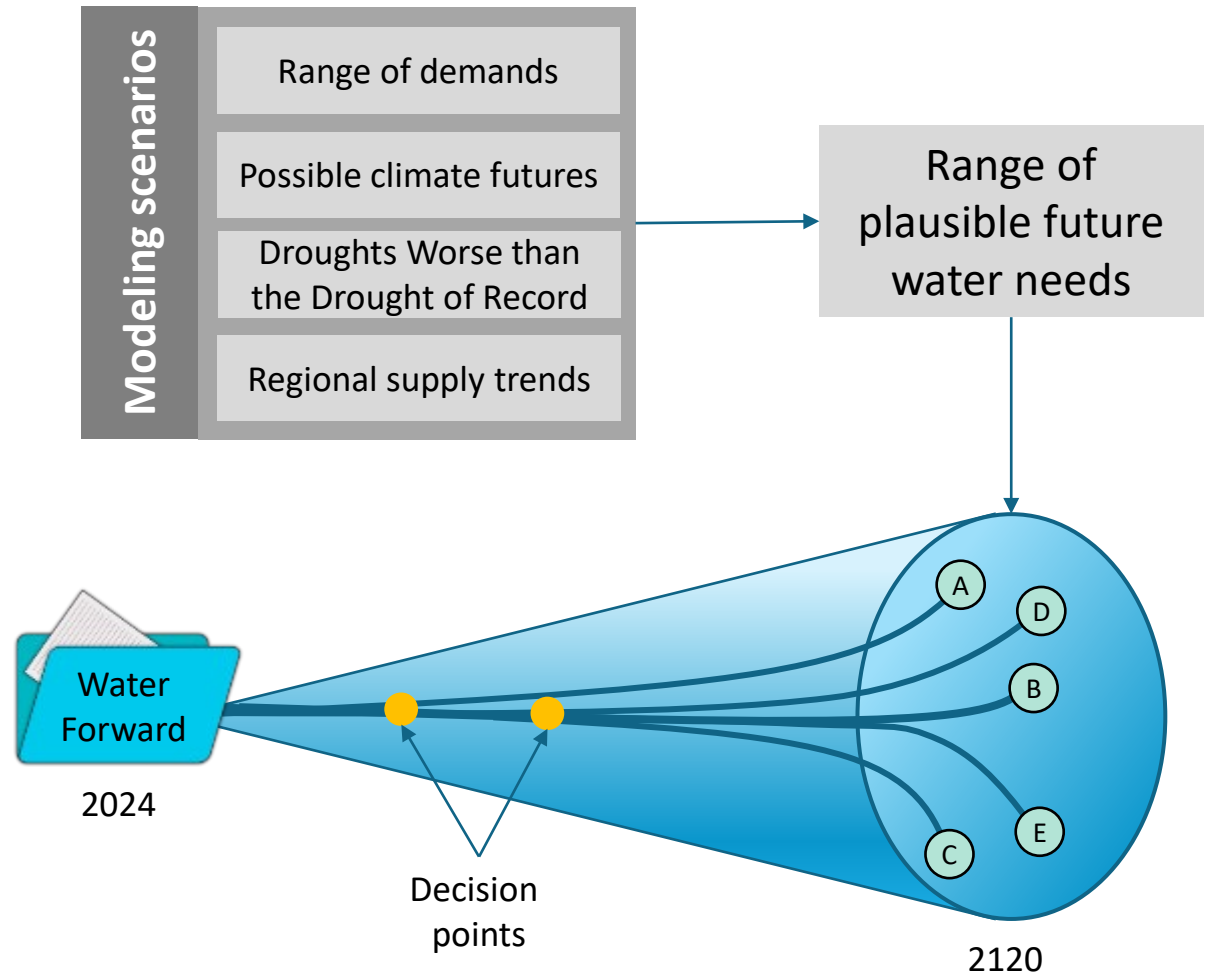 Modeling scenarios
Range of demands
Possible climate futures
Droughts Worse than
the Drought of Record
Regional supply trends
Range of
plausible future
water needs
Water
Forward
2024
A
D
B
E
C
Decision
points
2120